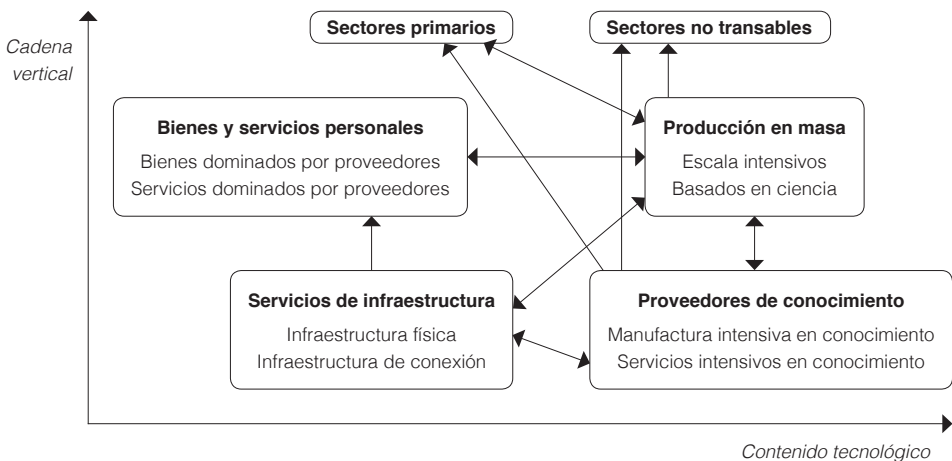 Cadena
vertical
Sectores primarios
Sectores no transables
Bienes y servicios personales
Bienes dominados por proveedores
Servicios dominados por proveedores
Producción en masa
Escala intensivos
Basados en ciencia
Servicios de infraestructura
Infraestructura física
Infraestructura de conexión
Proveedores de conocimiento
Manufactura intensiva en conocimiento
Servicios intensivos en conocimiento
Contenido tecnológico